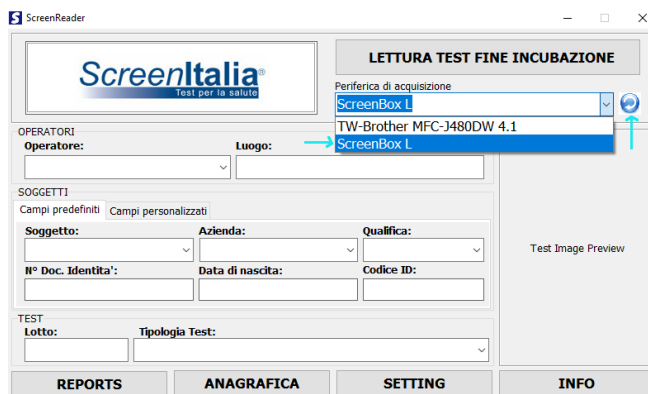 ScreenReader
ScreenItalia®
Test per la salute
LETTURA TEST FINE INCUBAZIONE
Periferica di acquisizione
ScreenBox L
TW-Brother MFC-J480DW 4.1
ScreenBox L
OPERATORI
Operatore: Luogo:
SOGGETTI
Campi predefiniti Campi personalizzati
Soggetto: Azienda: Qualifica:
N° Doc. Identita': Data di nascita: Codice ID:
Test Image Preview
TEST
Lotto: Tipologia Test:
REPORTS ANAGRAFICA SETTING INFO